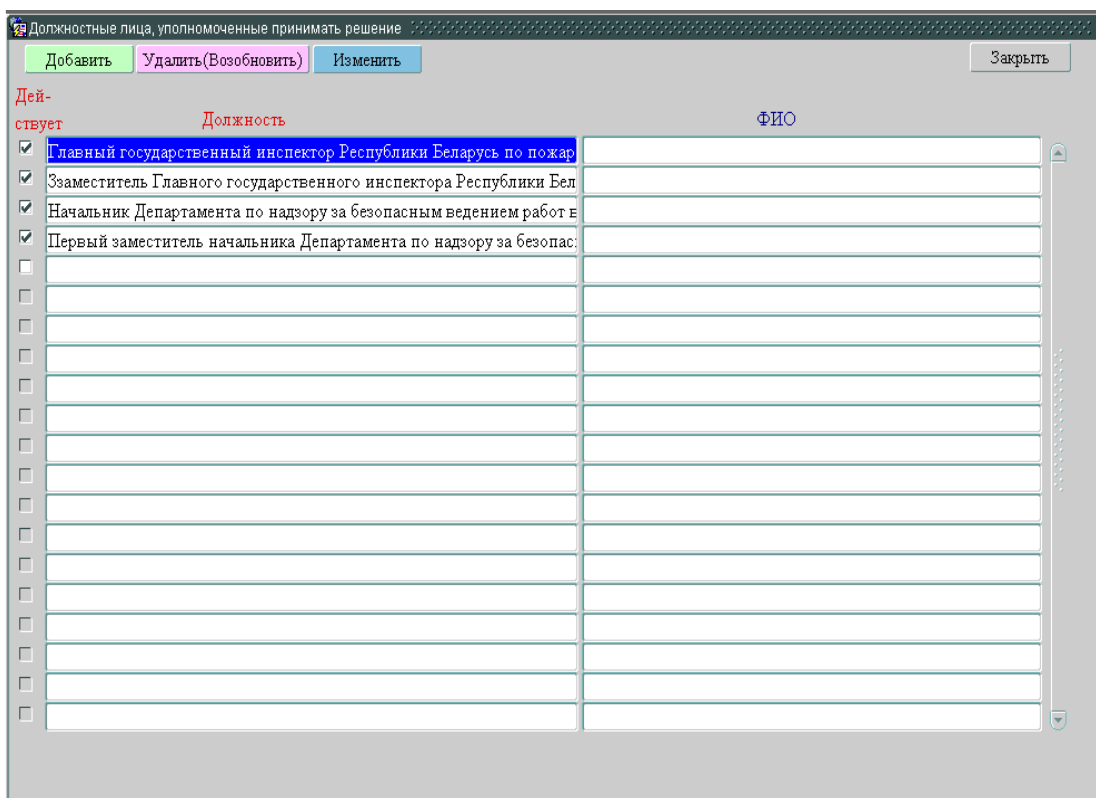 Должностные лица, уполномоченные принимать решение
Добавить Удалить(Возобновить) Изменить Закрыть
Дей-
ствует Должность ФИО
Главный государственный инспектор Республики Беларусь по пожар
Ззаместитель Главного государственного инспектора Республики Бел
Начальник Департамента по надзору за безопасным ведением работ в
Первый заместитель начальника Департамента по надзору за безопас